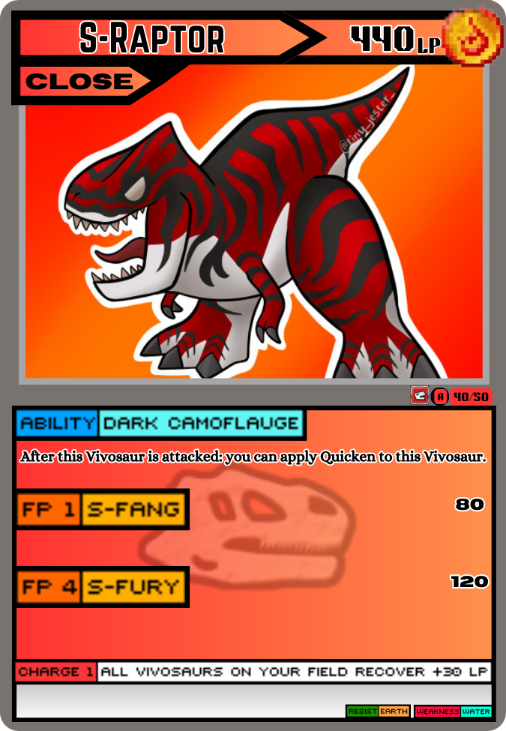 S-Raptor
440LP
CLOSE
@tiny_jester_
A 40/50
ABILITY DARK CAMOFLAUGE
After this Vivosaur is attacked: you can apply Quicken to this Vivosaur.
FP 1 S-FANG 80
FP 4 S-FURY 120
CHARGE 1 ALL VIVOSAURS ON YOUR FIELD RECOVER +30 LP
RESIST EARTH WEAKNESS WATER